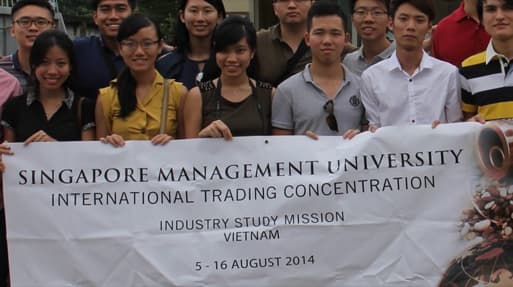 SINGAPORE MANAGEMENT UNIVERSITY
INTERNATIONAL TRADING CONCENTRATION
INDUSTRY STUDY MISSION
VIETNAM
5 - 16 AUGUST 2014